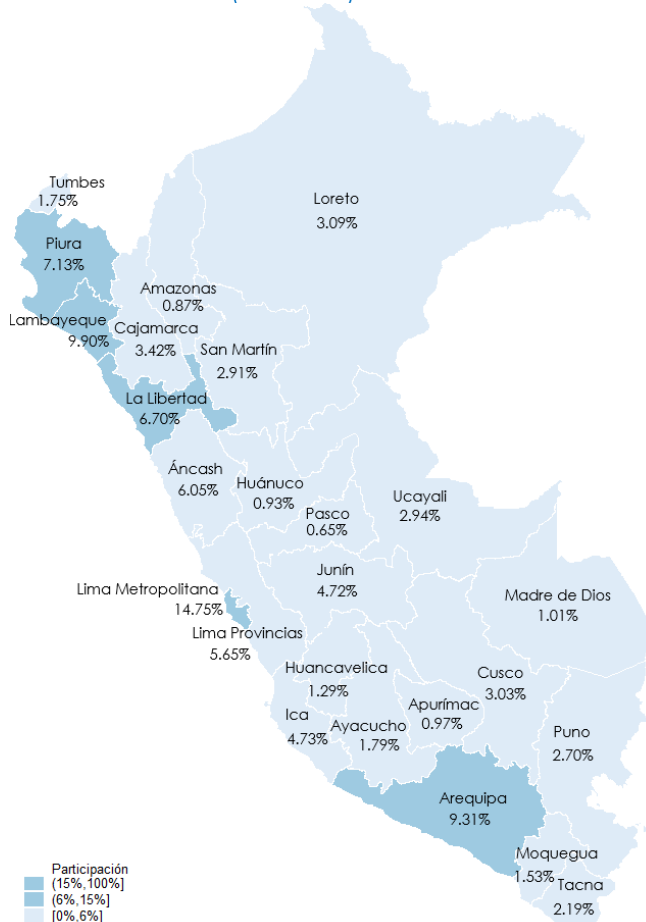 Tumbes
1.75%
Loreto
3.09%
Piura
7.13%
Amazonas
0.87%
Lambayeque
9.90%
Cajamarca
3.42%
San Martín
2.91%
La Libertad
6.70%
Áncash
6.05%
Huánuco
0.93%
Ucayali
2.94%
Pasco
0.65%
Junín
4.72%
Lima Metropolitana
14.75%
Madre de Dios
1.01%
Lima Provincias
5.65%
Huancavelica
1.29%
Cusco
3.03%
Apurímac
0.97%
Ica
4.73%
Ayacucho
1.79%
Puno
2.70%
Arequipa
9.31%
Moquegua
1.53%
Tacna
2.19%
Participación
(15%,100%]
(6%,15%]
[0%,6%]